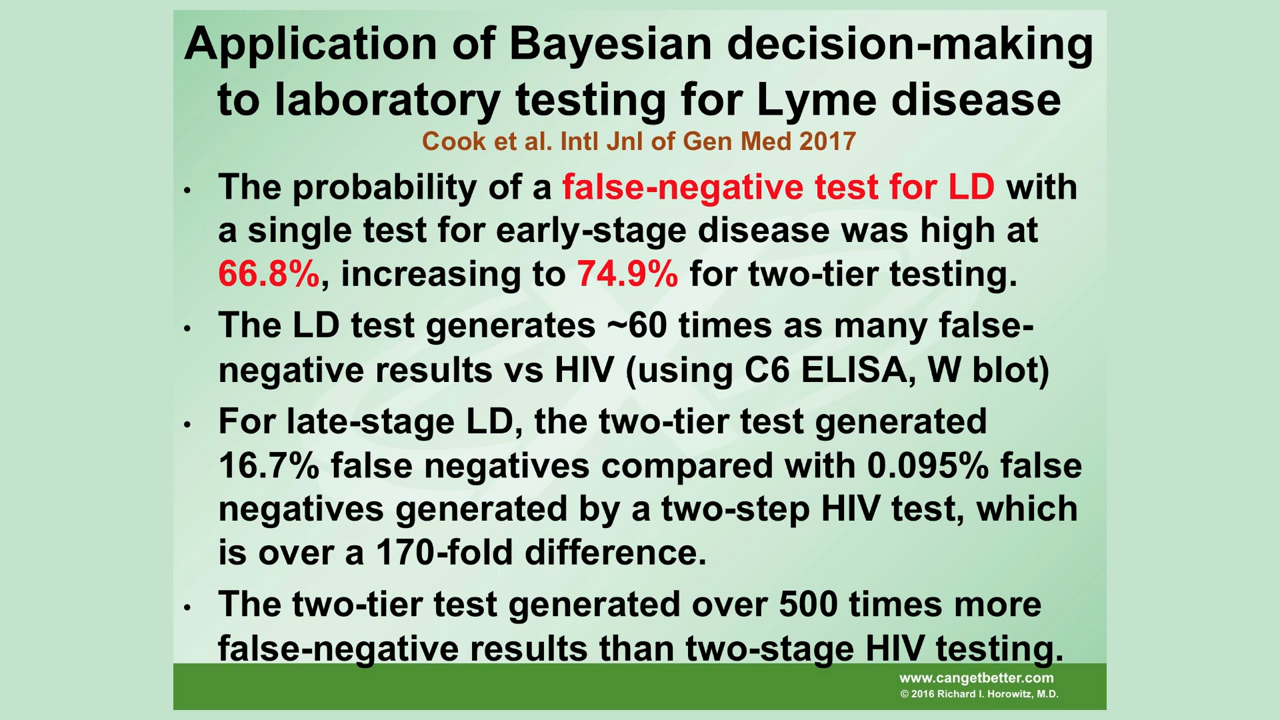 Application of Bayesian decision-making
to laboratory testing for Lyme disease
Cook et al. Intl Jnl of Gen Med 2017
• The probability of a false-negative test for LD with
a single test for early-stage disease was high at
66.8%, increasing to 74.9% for two-tier testing.
• The LD test generates ~60 times as many false-
negative results vs HIV (using C6 ELISA, W blot)
• For late-stage LD, the two-tier test generated
16.7% false negatives compared with 0.095% false
negatives generated by a two-step HIV test, which
is over a 170-fold difference.
• The two-tier test generated over 500 times more
false-negative results than two-stage HIV testing.
www.cangetbetter.com
© 2016 Richard I. Horowitz, M.D.